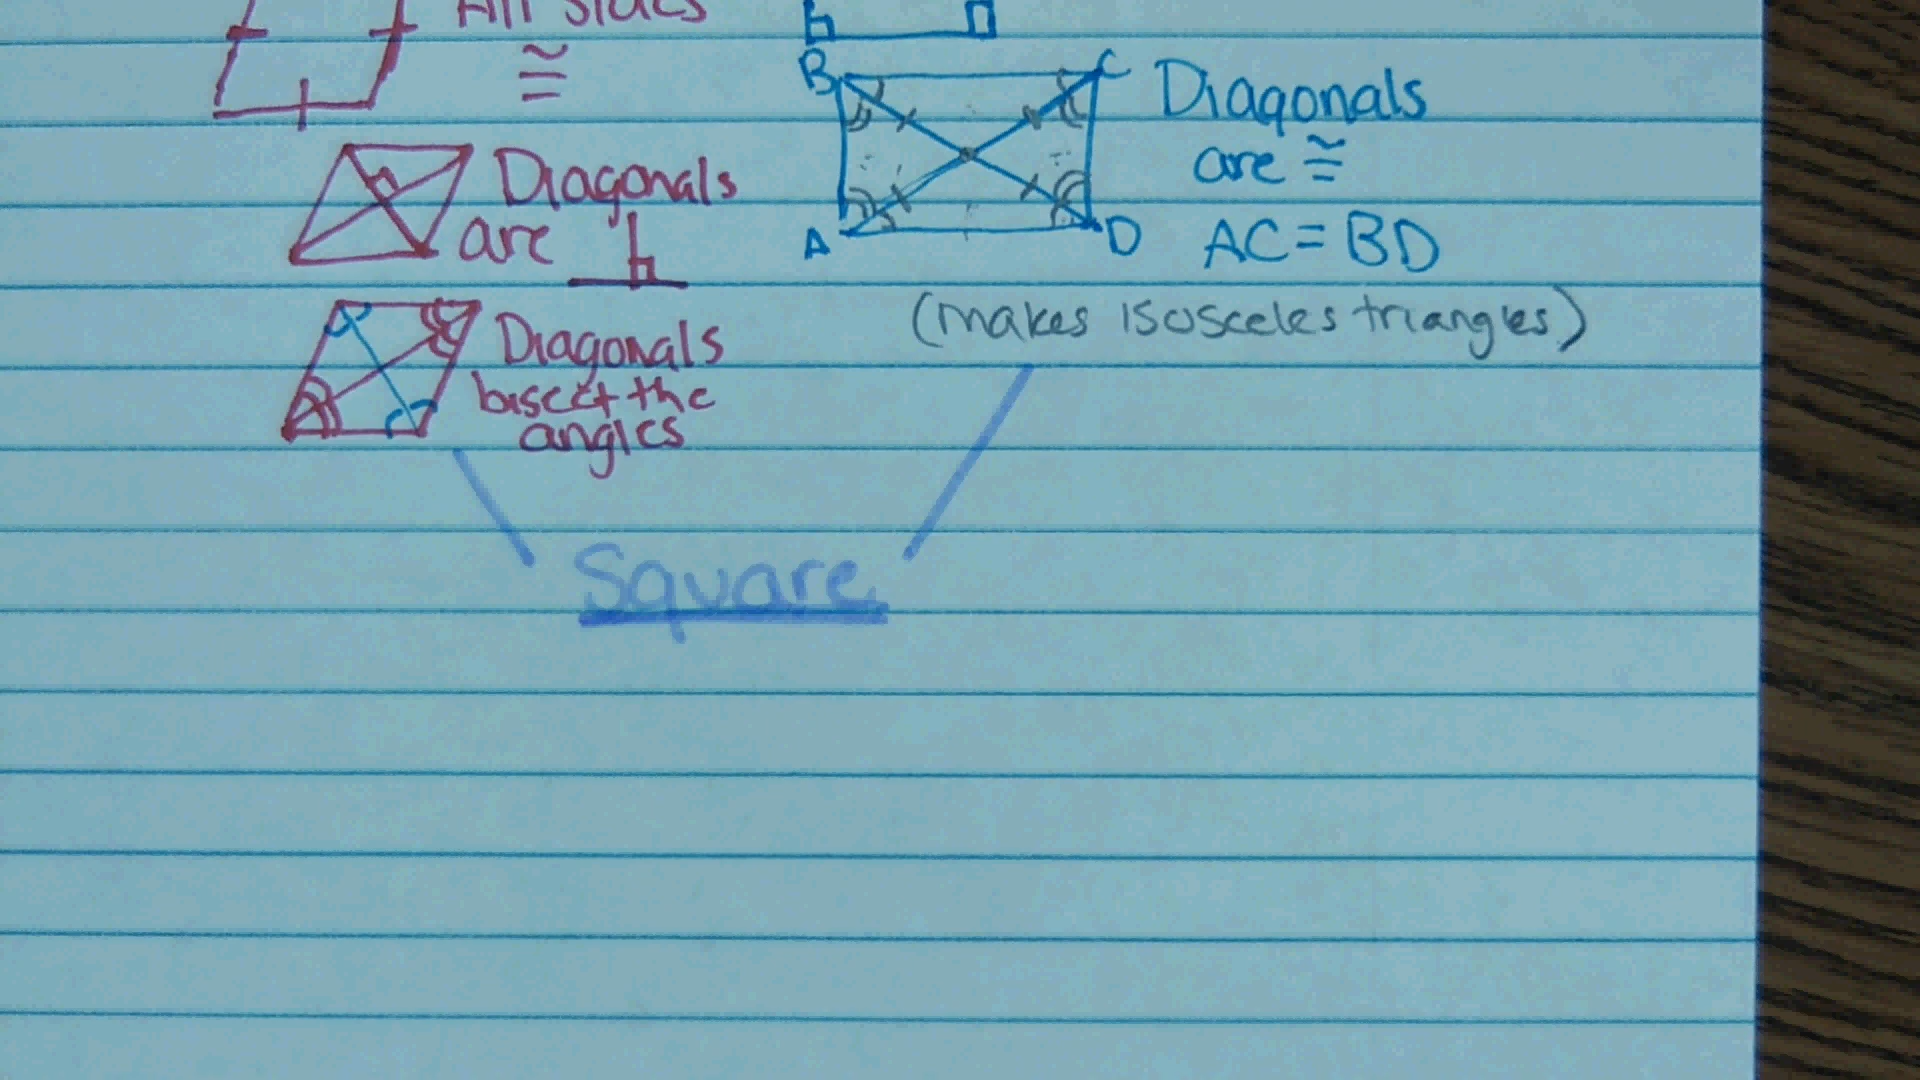 All sides
≅
Diagonals
are ⊥
Diagonals
bisect the
angles
B C
A D
Diagonals
are ≅
AC = BD
(makes isosceles triangles)
Square